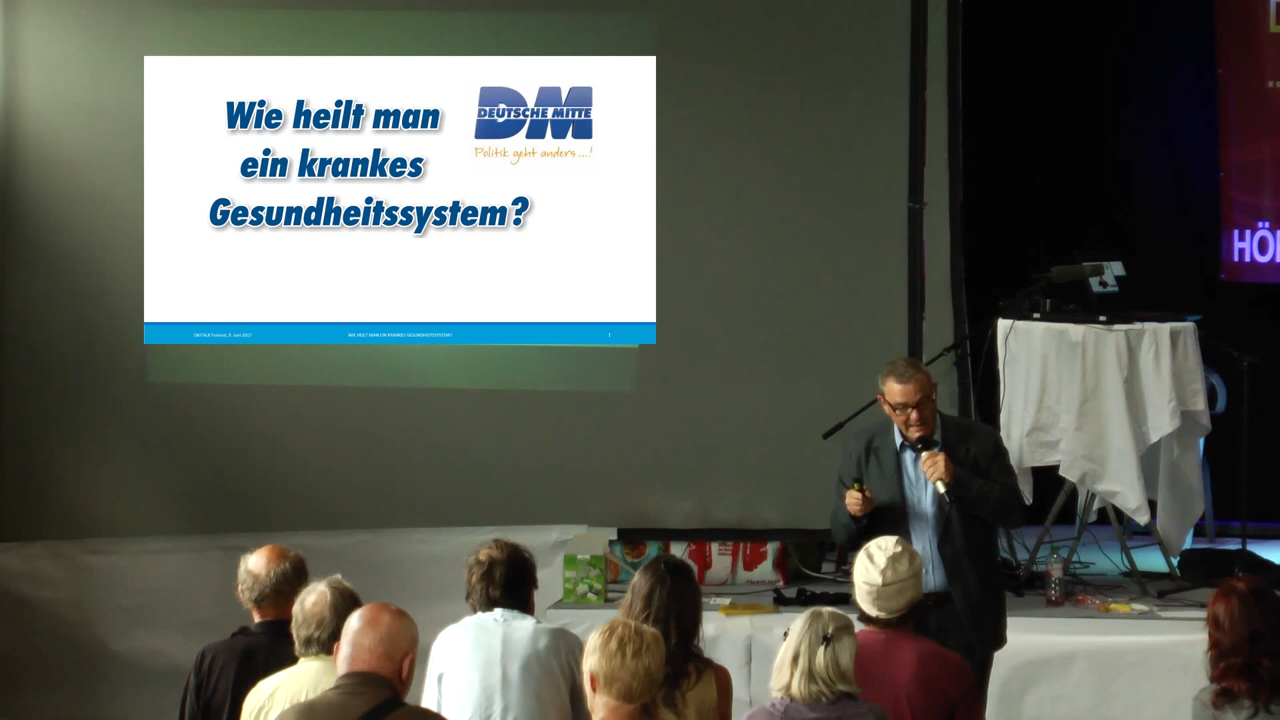 Wie heilt man
ein krankes
Gesundheitssystem?
DM
DEUTSCHE MITTE
Politik geht anders ...!
WIE HEILT MAN EIN KRANKES GESUNDHEITSSYSTEM?
1
HÖ